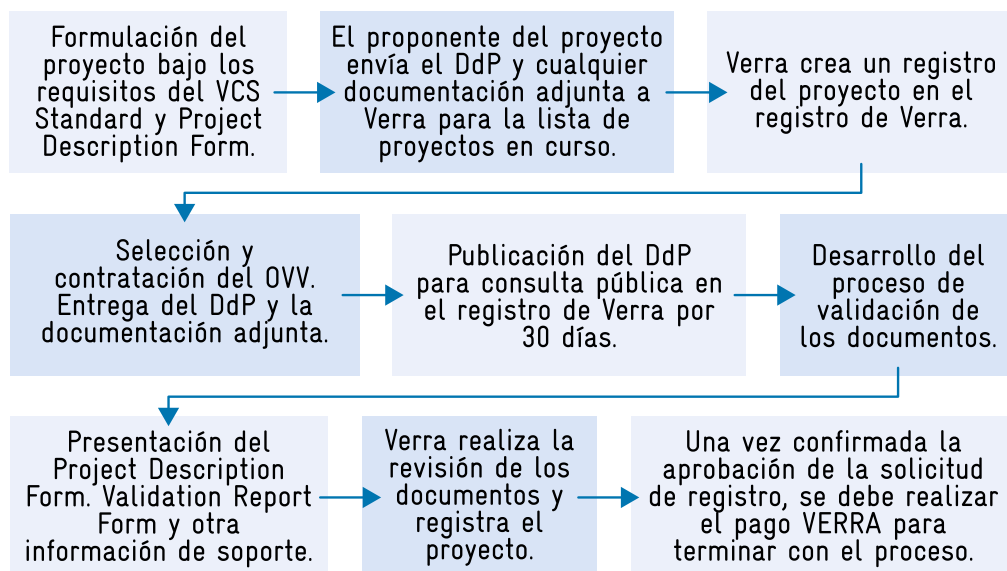 Formulación del
proyecto bajo los
requisitos del VCS
Standard y Project
Description Form.
El proponente del proyecto
envía el DdP y cualquier
documentación adjunta a
Verra para la lista de
proyectos en curso.
Verra crea un registro
del proyecto en el
registro de Verra.
Selección y
contratación del OVV.
Entrega del DdP y la
documentación adjunta.
Publicación del DdP
para consulta pública en
el registro de Verra por
30 días.
Desarrollo del
proceso de
validación de
los documentos.
Presentación del
Project Description
Form. Validation Report
Form y otra
información de soporte.
Verra realiza la
revisión de los
documentos y
registra el
proyecto.
Una vez confirmada la
aprobación de la solicitud
de registro, se debe realizar
el pago VERRA para
terminar con el proceso.